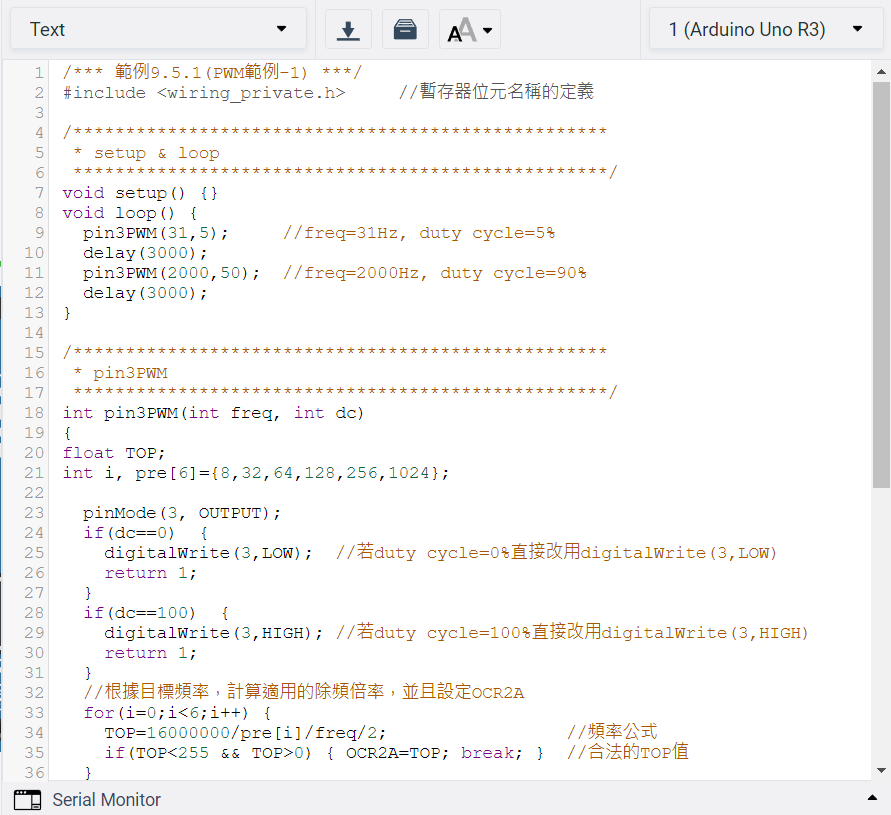 Text
1 (Arduino Uno R3)
1 /*** 範例9.5.1(PWM範例-1) ***/
2 #include <wiring_private.h>     //暫存器位元名稱的定義
3
4 /***************************************************
5  * setup & loop
6  ***************************************************/
7 void setup() {}
8 void loop() {
9   pin3PWM(31,5);     //freq=31Hz, duty cycle=5%
10   delay(3000);
11   pin3PWM(2000,50);  //freq=2000Hz, duty cycle=90%
12   delay(3000);
13 }
14
15 /***************************************************
16  * pin3PWM
17  ***************************************************/
18 int pin3PWM(int freq, int dc)
19 {
20 float TOP;
21 int i, pre[6]={8,32,64,128,256,1024};
22
23   pinMode(3, OUTPUT);
24   if(dc==0)  {
25     digitalWrite(3,LOW);  //若duty cycle=0%直接改用digitalWrite(3,LOW)
26     return 1;
27   }
28   if(dc==100)  {
29     digitalWrite(3,HIGH); //若duty cycle=100%直接改用digitalWrite(3,HIGH)
30     return 1;
31   }
32   //根據目標頻率，計算適用的除頻倍率，並且設定OCR2A
33   for(i=0;i<6;i++) {
34     TOP=16000000/pre[i]/freq/2;                 //頻率公式
35     if(TOP<255 && TOP>0) { OCR2A=TOP; break; }  //合法的TOP值
36   }
Serial Monitor